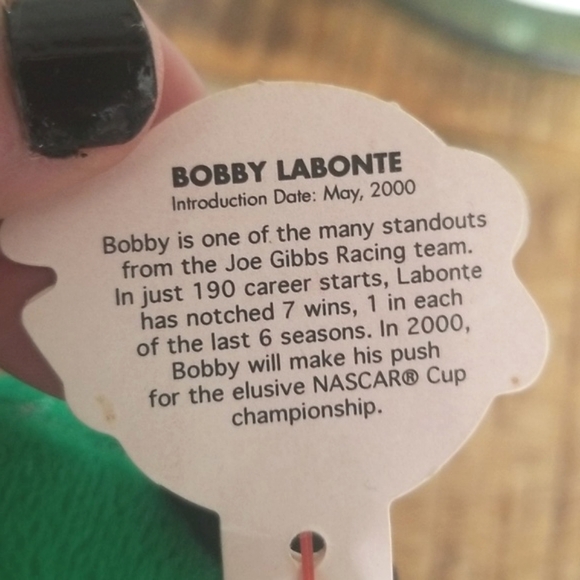 BOBBY LABONTE
Introduction Date: May, 2000
Bobby is one of the many standouts
from the Joe Gibbs Racing team.
In just 190 career starts, Labonte
has notched 7 wins, 1 in each
of the last 6 seasons. In 2000,
Bobby will make his push
for the elusive NASCAR® Cup
championship.